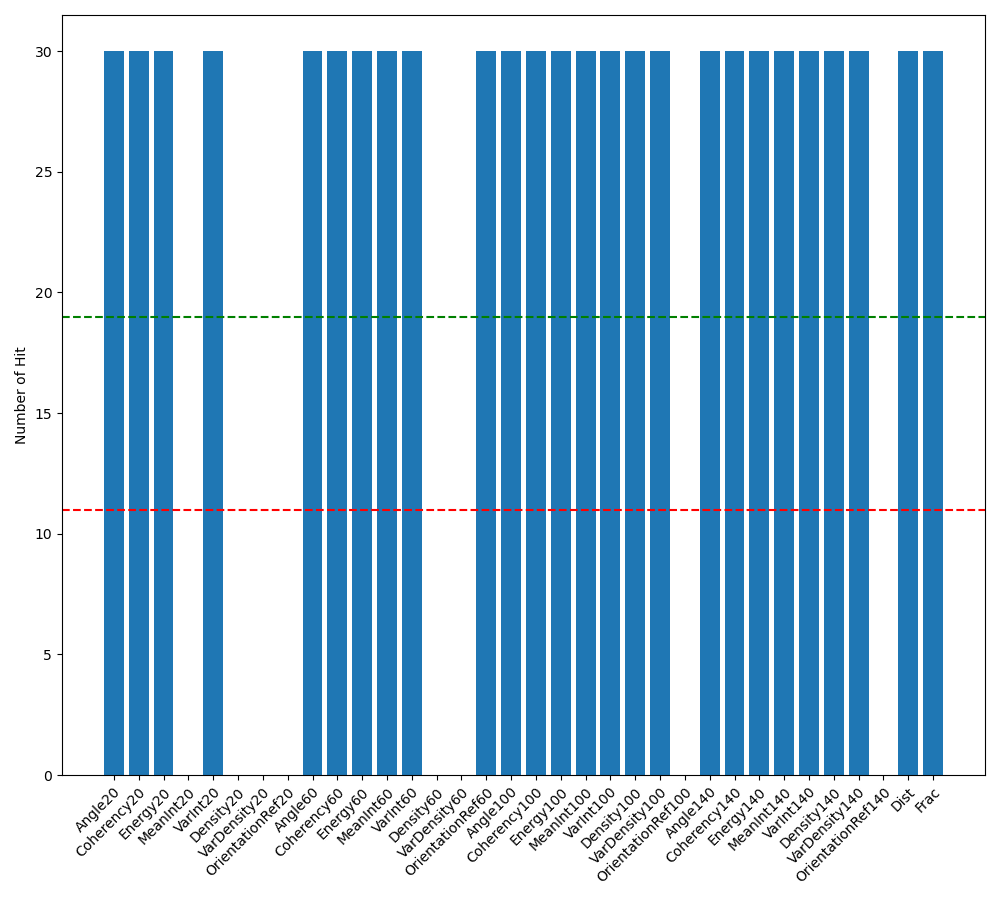 30
25
20
15
10
5
0
Number of Hit
Angle20
Coherency20
Energy20
MeanInt20
VarInt20
Density20
VarDensity20
OrientationRef20
Angle60
Coherency60
Energy60
MeanInt60
VarInt60
Density60
VarDensity60
OrientationRef60
Angle100
Coherency100
Energy100
MeanInt100
VarInt100
Density100
VarDensity100
OrientationRef100
Angle140
Coherency140
Energy140
MeanInt140
VarInt140
Density140
VarDensity140
OrientationRef140
Dist
Frac